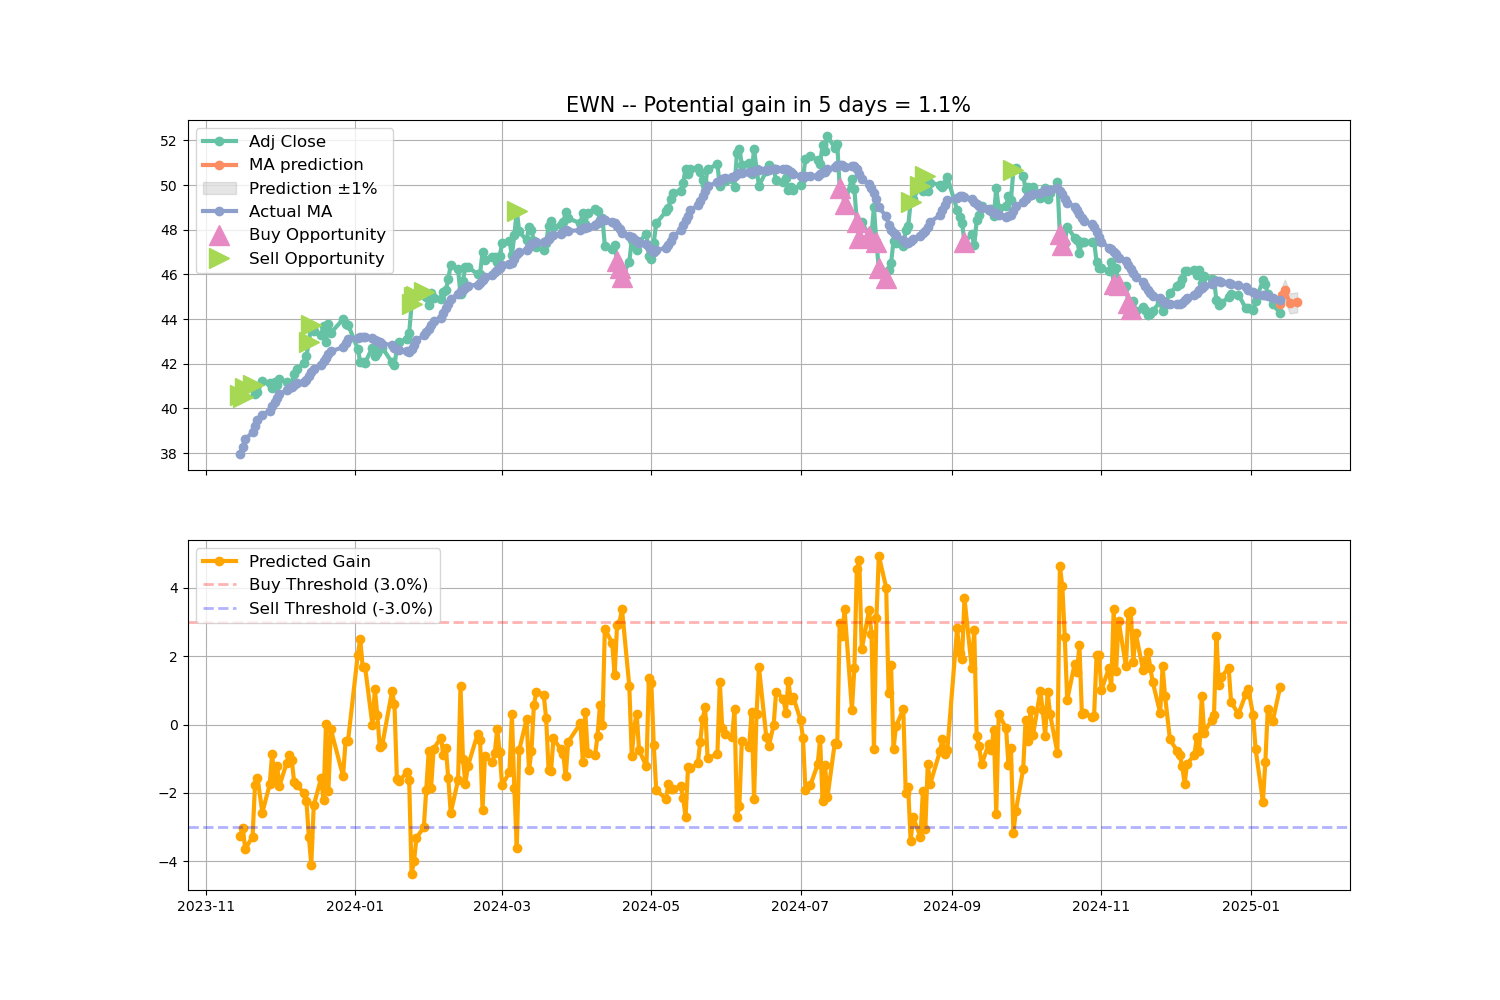 EWN -- Potential gain in 5 days = 1.1%
52
50
48
46
44
42
40
38
Adj Close
MA prediction
Prediction ±1%
Actual MA
Buy Opportunity
Sell Opportunity
4
2
0
−2
−4
Predicted Gain
Buy Threshold (3.0%)
Sell Threshold (-3.0%)
2023-11
2024-01
2024-03
2024-05
2024-07
2024-09
2024-11
2025-01